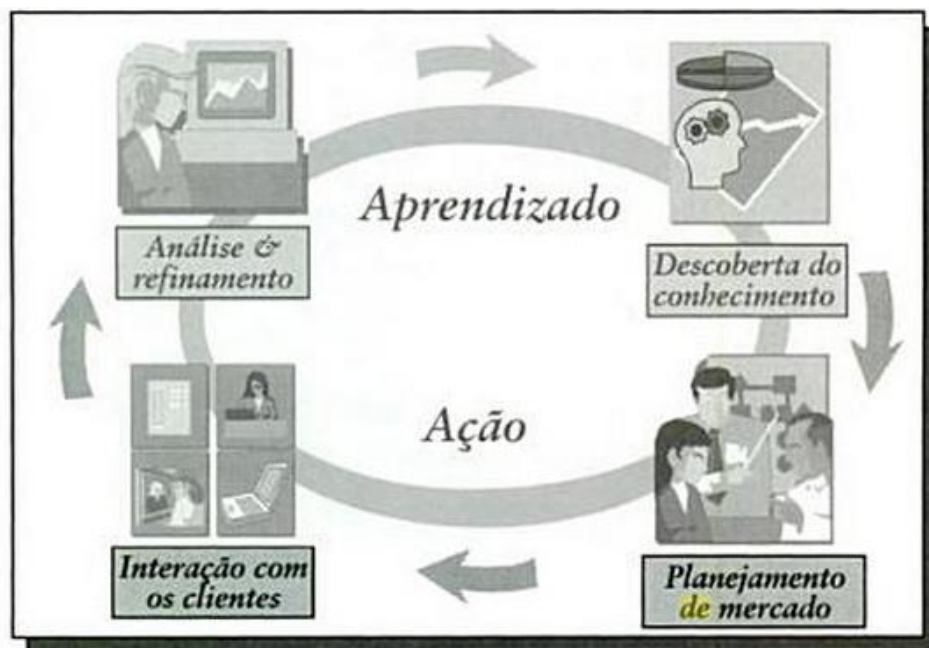 Aprendizado
Análise &
refinamento
Descoberta do
conhecimento
Ação
Interação com
os clientes
Planejamento
de mercado